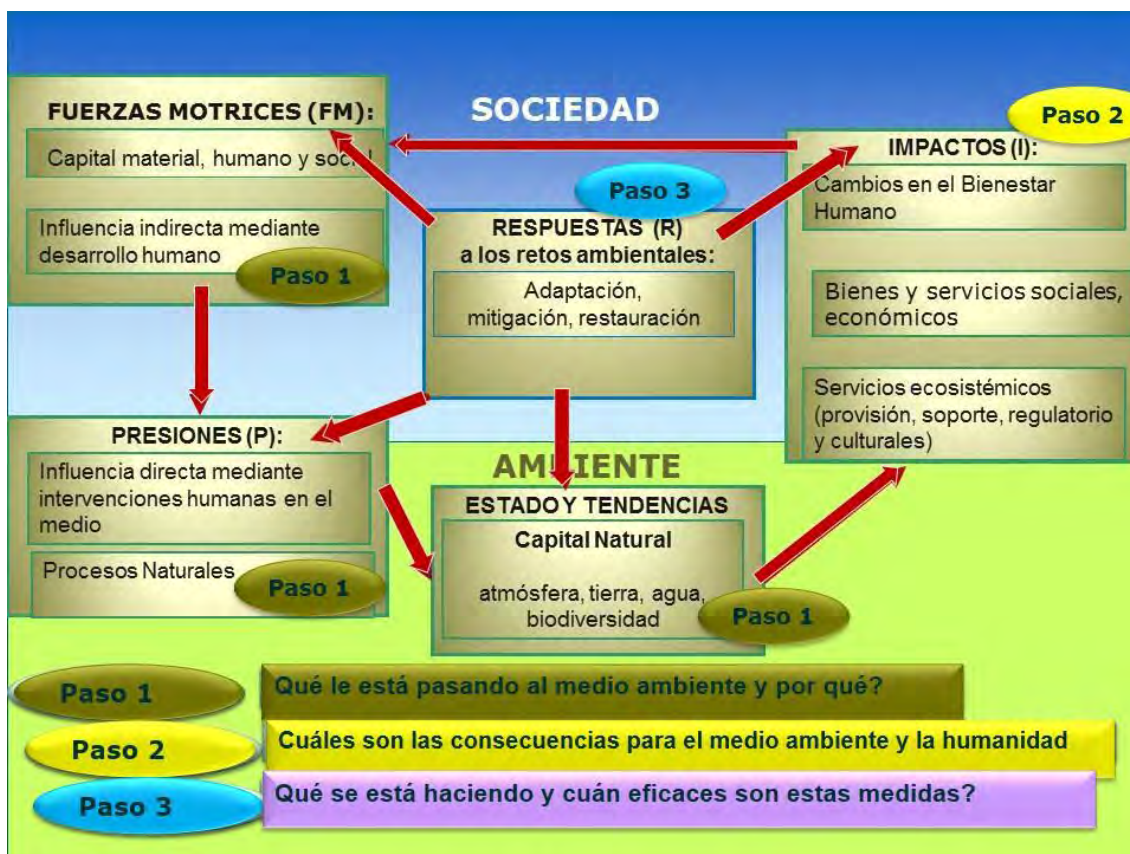 SOCIEDAD
FUERZAS MOTRICES (FM):
Capital material, humano y social
Influencia indirecta mediante
desarrollo humano
Paso 1
Paso 2
IMPACTOS (I):
Cambios en el Bienestar
Humano
Bienes y servicios sociales,
económicos
Servicios ecosistémicos
(provisión, soporte, regulatorio
y culturales)
Paso 3
RESPUESTAS (R)
a los retos ambientales:
Adaptación,
mitigación, restauración
PRESIONES (P):
Influencia directa mediante
intervenciones humanas en el
medio
Procesos Naturales
Paso 1
AMBIENTE
ESTADO Y TENDENCIAS
Capital Natural
atmósfera, tierra, agua,
biodiversidad
Paso 1
Paso 1
Qué le está pasando al medio ambiente y por qué?
Paso 2
Cuáles son las consecuencias para el medio ambiente y la humanidad
Paso 3
Qué se está haciendo y cuán eficaces son estas medidas?